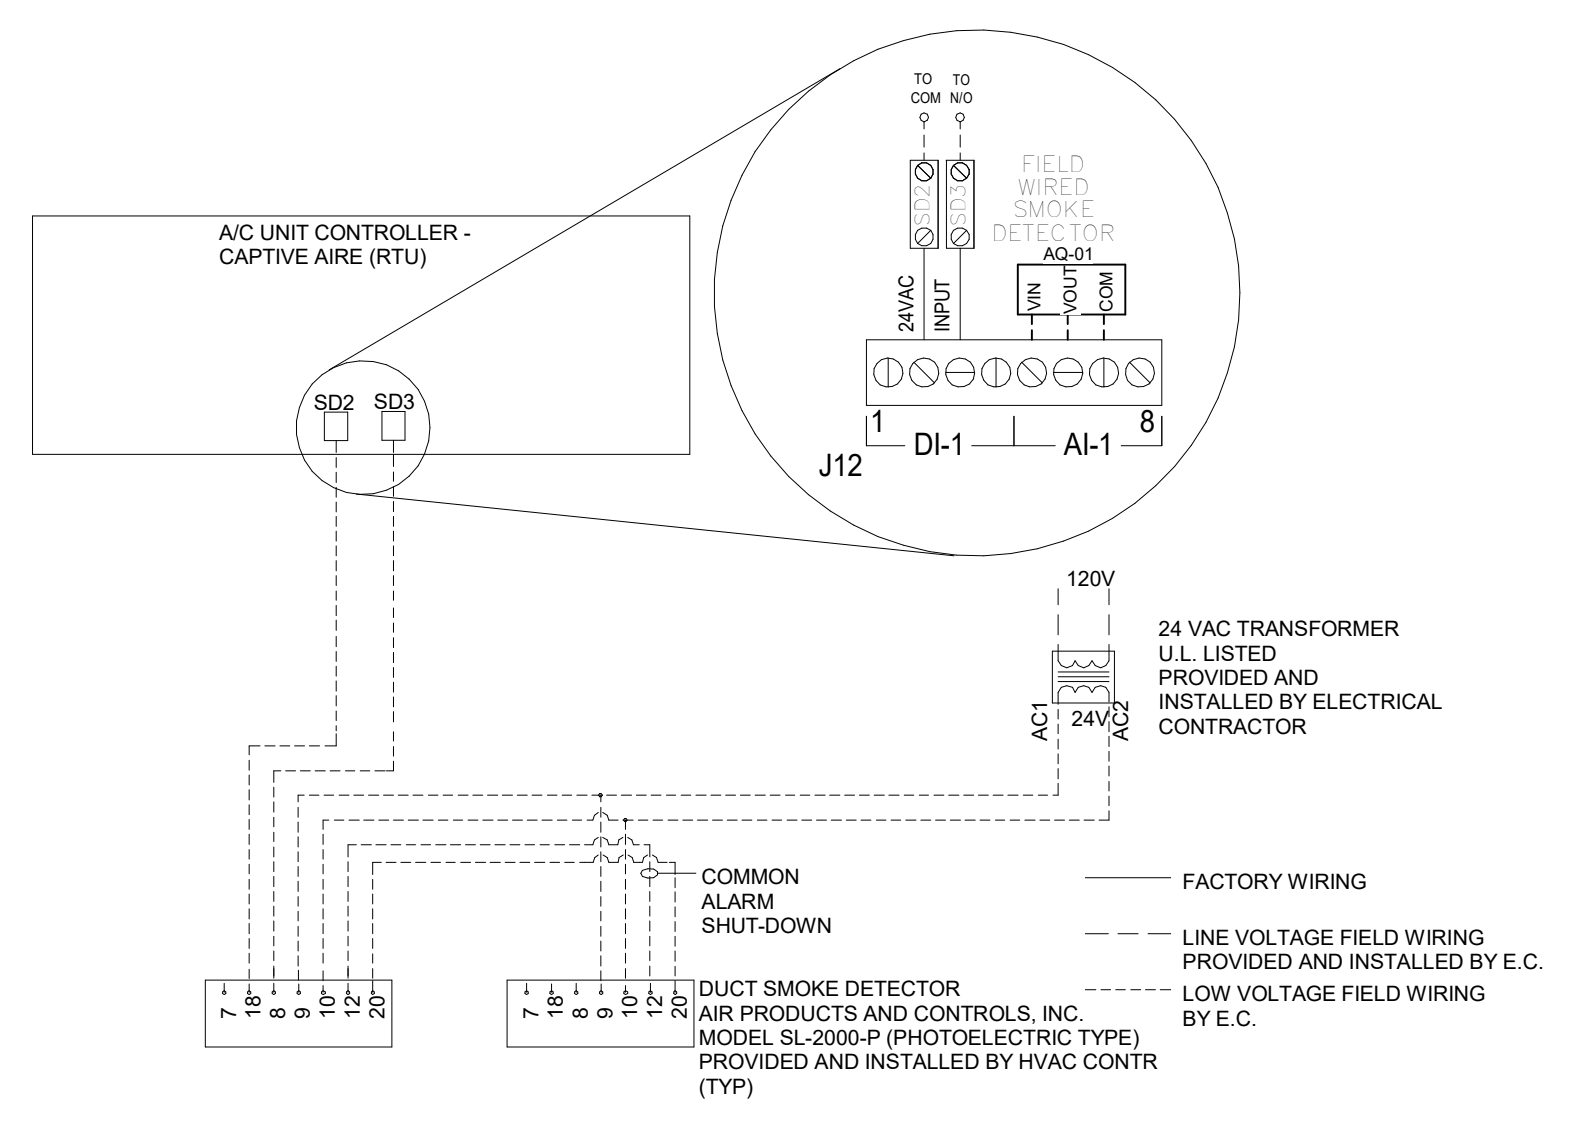 TO TO
COM N/O
FIELD
WIRED
SMOKE
DETECTOR
SD2
SD3
AQ-01
VIN
VOUT
COM
24VAC
INPUT
1
8
DI-1
AI-1
J12
A/C UNIT CONTROLLER -
CAPTIVE AIRE (RTU)
SD2 SD3
120V
24V
AC1
AC2
24 VAC TRANSFORMER
U.L. LISTED
PROVIDED AND
INSTALLED BY ELECTRICAL
CONTRACTOR
COMMON
ALARM
SHUT-DOWN
FACTORY WIRING
LINE VOLTAGE FIELD WIRING
PROVIDED AND INSTALLED BY E.C.
LOW VOLTAGE FIELD WIRING
BY E.C.
7 18 8 9 10 12 20
7 18 8 9 10 12 20
DUCT SMOKE DETECTOR
AIR PRODUCTS AND CONTROLS, INC.
MODEL SL-2000-P (PHOTOELECTRIC TYPE)
PROVIDED AND INSTALLED BY HVAC CONTR
(TYP)